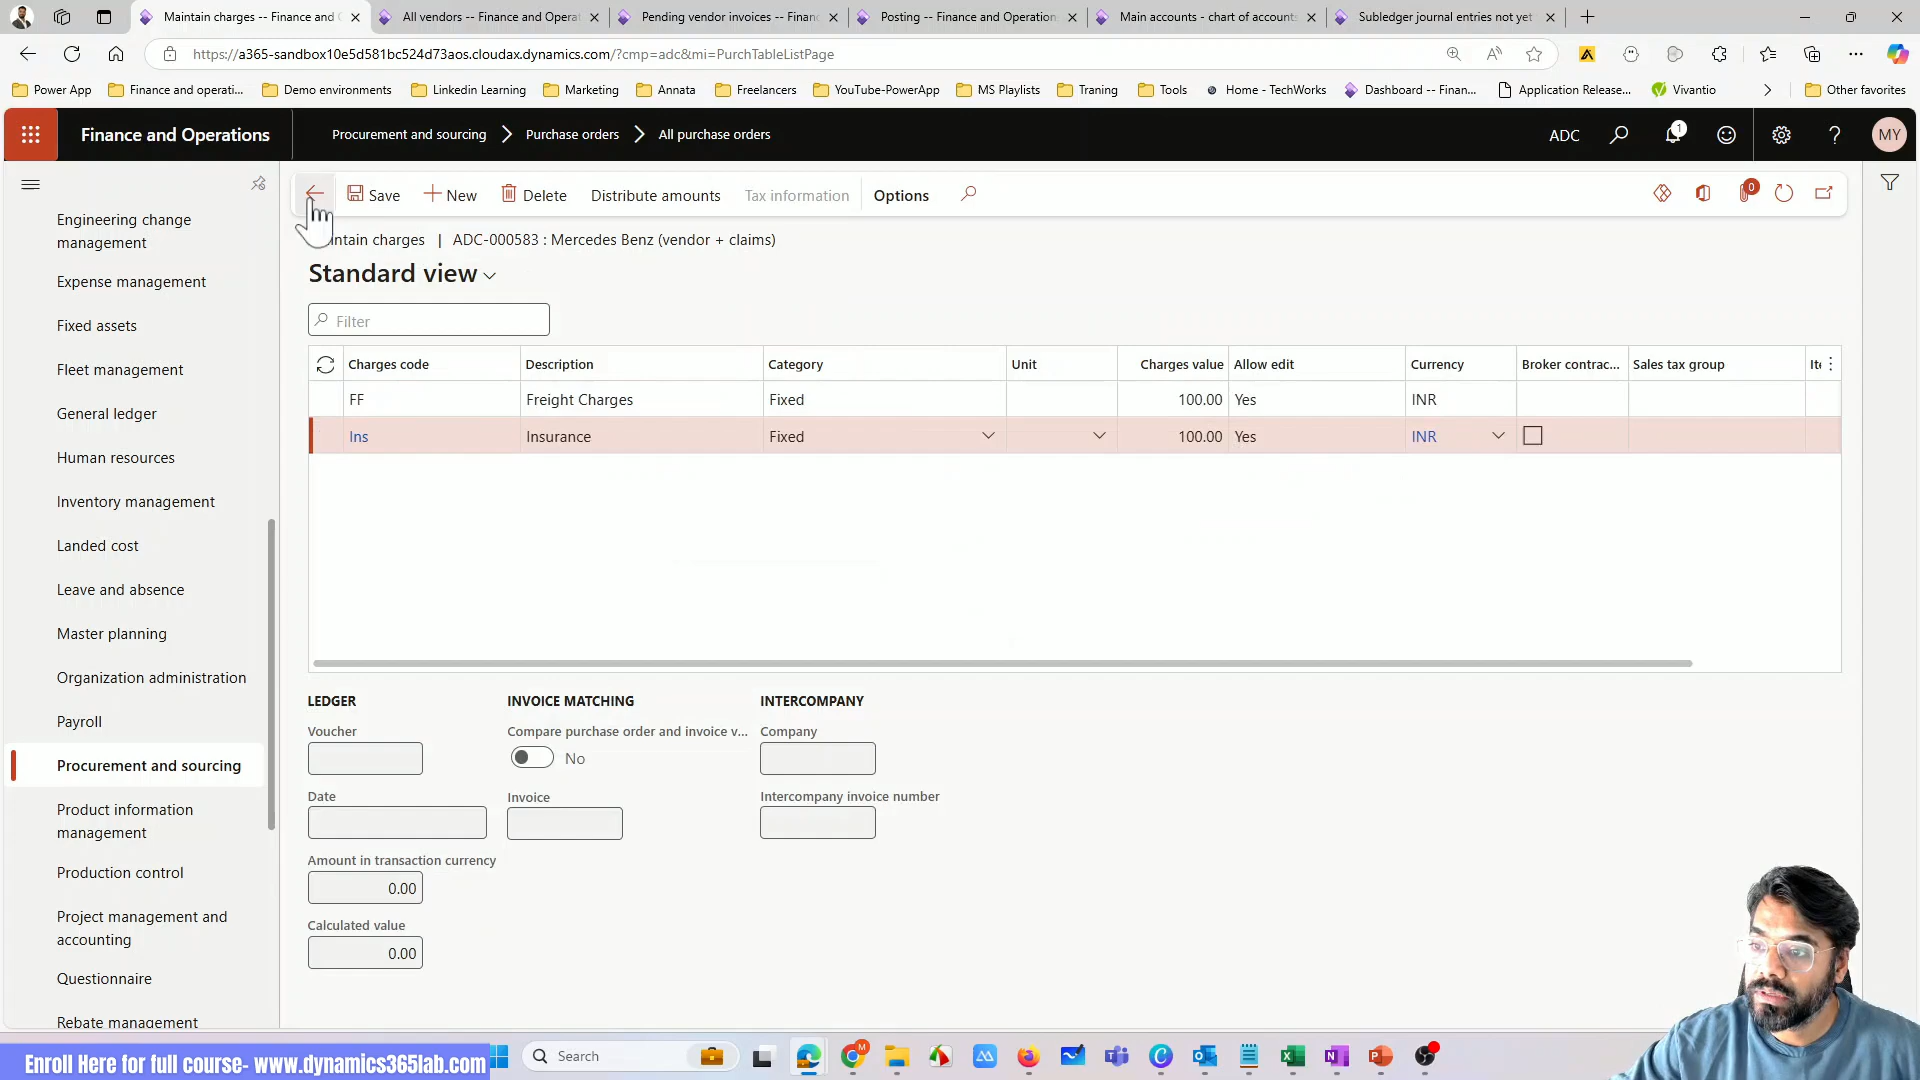 Maintain charges -- Finance and O
All vendors -- Finance and Operat
Pending vendor invoices -- Financ
Posting -- Finance and Operations
Main accounts - chart of accounts
Subledger journal entries not yet
https://a365-sandbox10e5d581bc524d73aos.cloudax.dynamics.com/?cmp=adc&mi=PurchTableListPage
Power App
Finance and operati...
Demo environments
Linkedin Learning
Marketing
Annata
Freelancers
YouTube-PowerApp
MS Playlists
Traning
Tools
Home - TechWorks
Dashboard -- Finan...
Application Release...
Vivantio
Other favorites
Finance and Operations
Procurement and sourcing
Purchase orders
All purchase orders
ADC
1
?
MY
Save
New
Delete
Distribute amounts
Tax information
Options
0
intain charges | ADC-000583 : Mercedes Benz (vendor + claims)
Standard view
Filter
Charges code
Description
Category
Unit
Charges value
Allow edit
Currency
Broker contrac...
Sales tax group
Ite
FF
Freight Charges
Fixed
100.00
Yes
INR
Ins
Insurance
Fixed
100.00
Yes
INR
LEDGER
Voucher
Date
Amount in transaction currency
0.00
Calculated value
0.00
INVOICE MATCHING
Compare purchase order and invoice v...
No
Invoice
INTERCOMPANY
Company
Intercompany invoice number
Engineering change
management
Expense management
Fixed assets
Fleet management
General ledger
Human resources
Inventory management
Landed cost
Leave and absence
Master planning
Organization administration
Payroll
Procurement and sourcing
Product information
management
Production control
Project management and
accounting
Questionnaire
Rebate management
Enroll Here for full course- www.dynamics365lab.com
Search